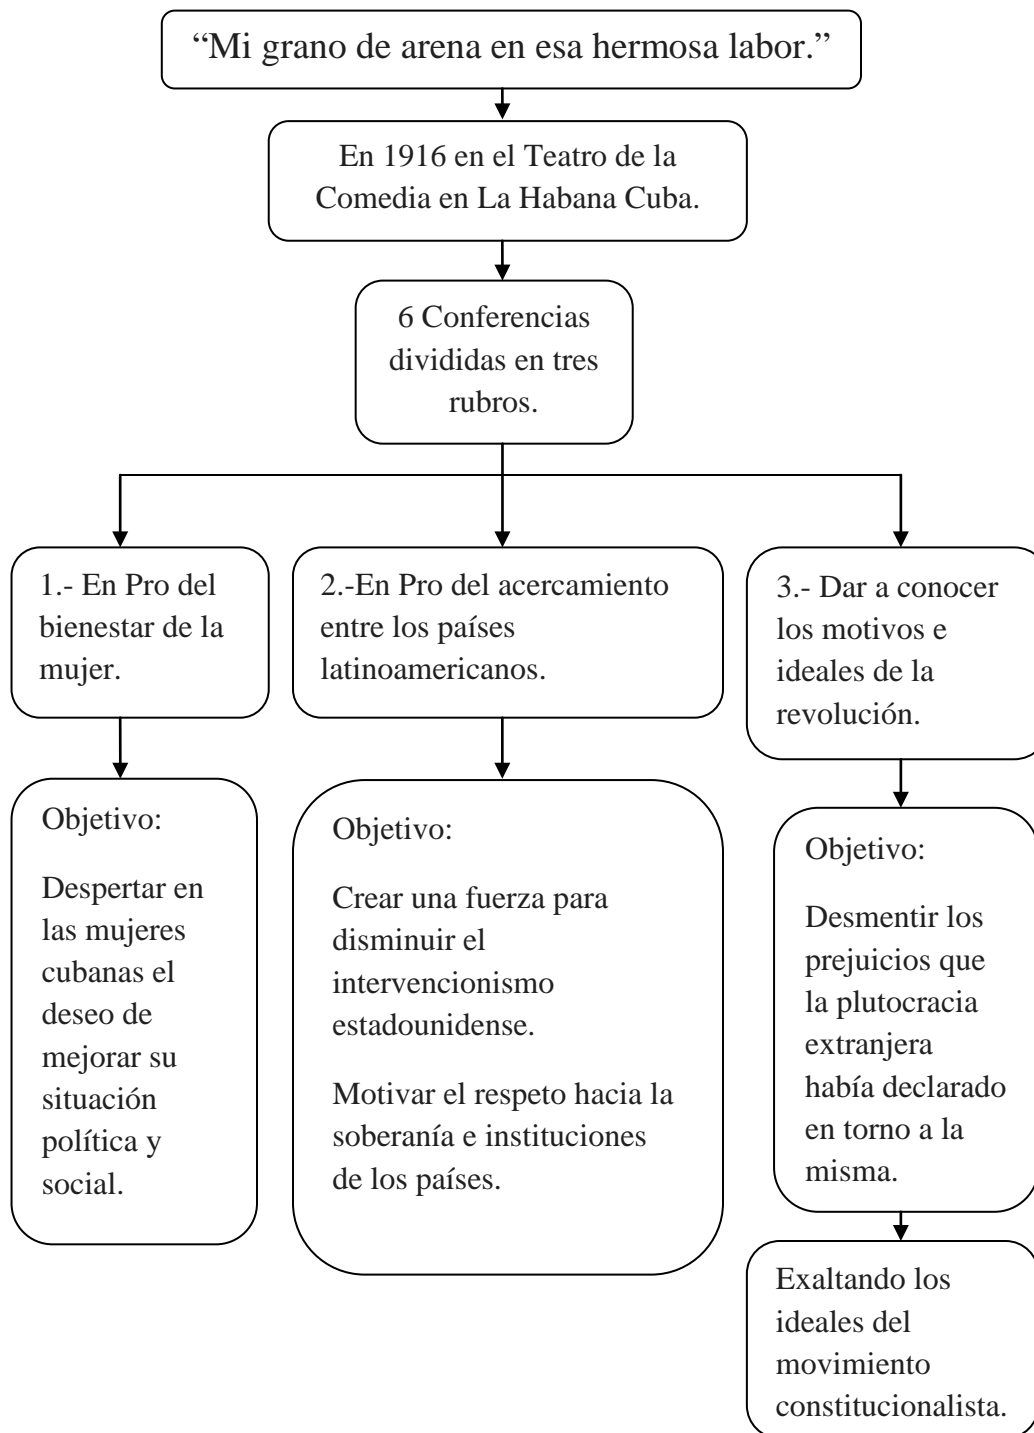 “Mi grano de arena en esa hermosa labor.”
En 1916 en el Teatro de la
Comedia en La Habana Cuba.
6 Conferencias
divididas en tres
rubros.
1.- En Pro del
bienestar de la
mujer.
2.-En Pro del acercamiento
entre los países
latinoamericanos.
3.- Dar a conocer
los motivos e
ideales de la
revolución.
Objetivo:
Despertar en
las mujeres
cubanas el
deseo de
mejorar su
situación
política y
social.
Objetivo:
Crear una fuerza para
disminuir el
intervencionismo
estadounidense.
Motivar el respeto hacia la
soberanía e instituciones
de los países.
Objetivo:
Desmentir los
prejuicios que
la plutocracia
extranjera
había declarado
en torno a la
misma.
Exaltando los
ideales del
movimiento
constitucionalista.